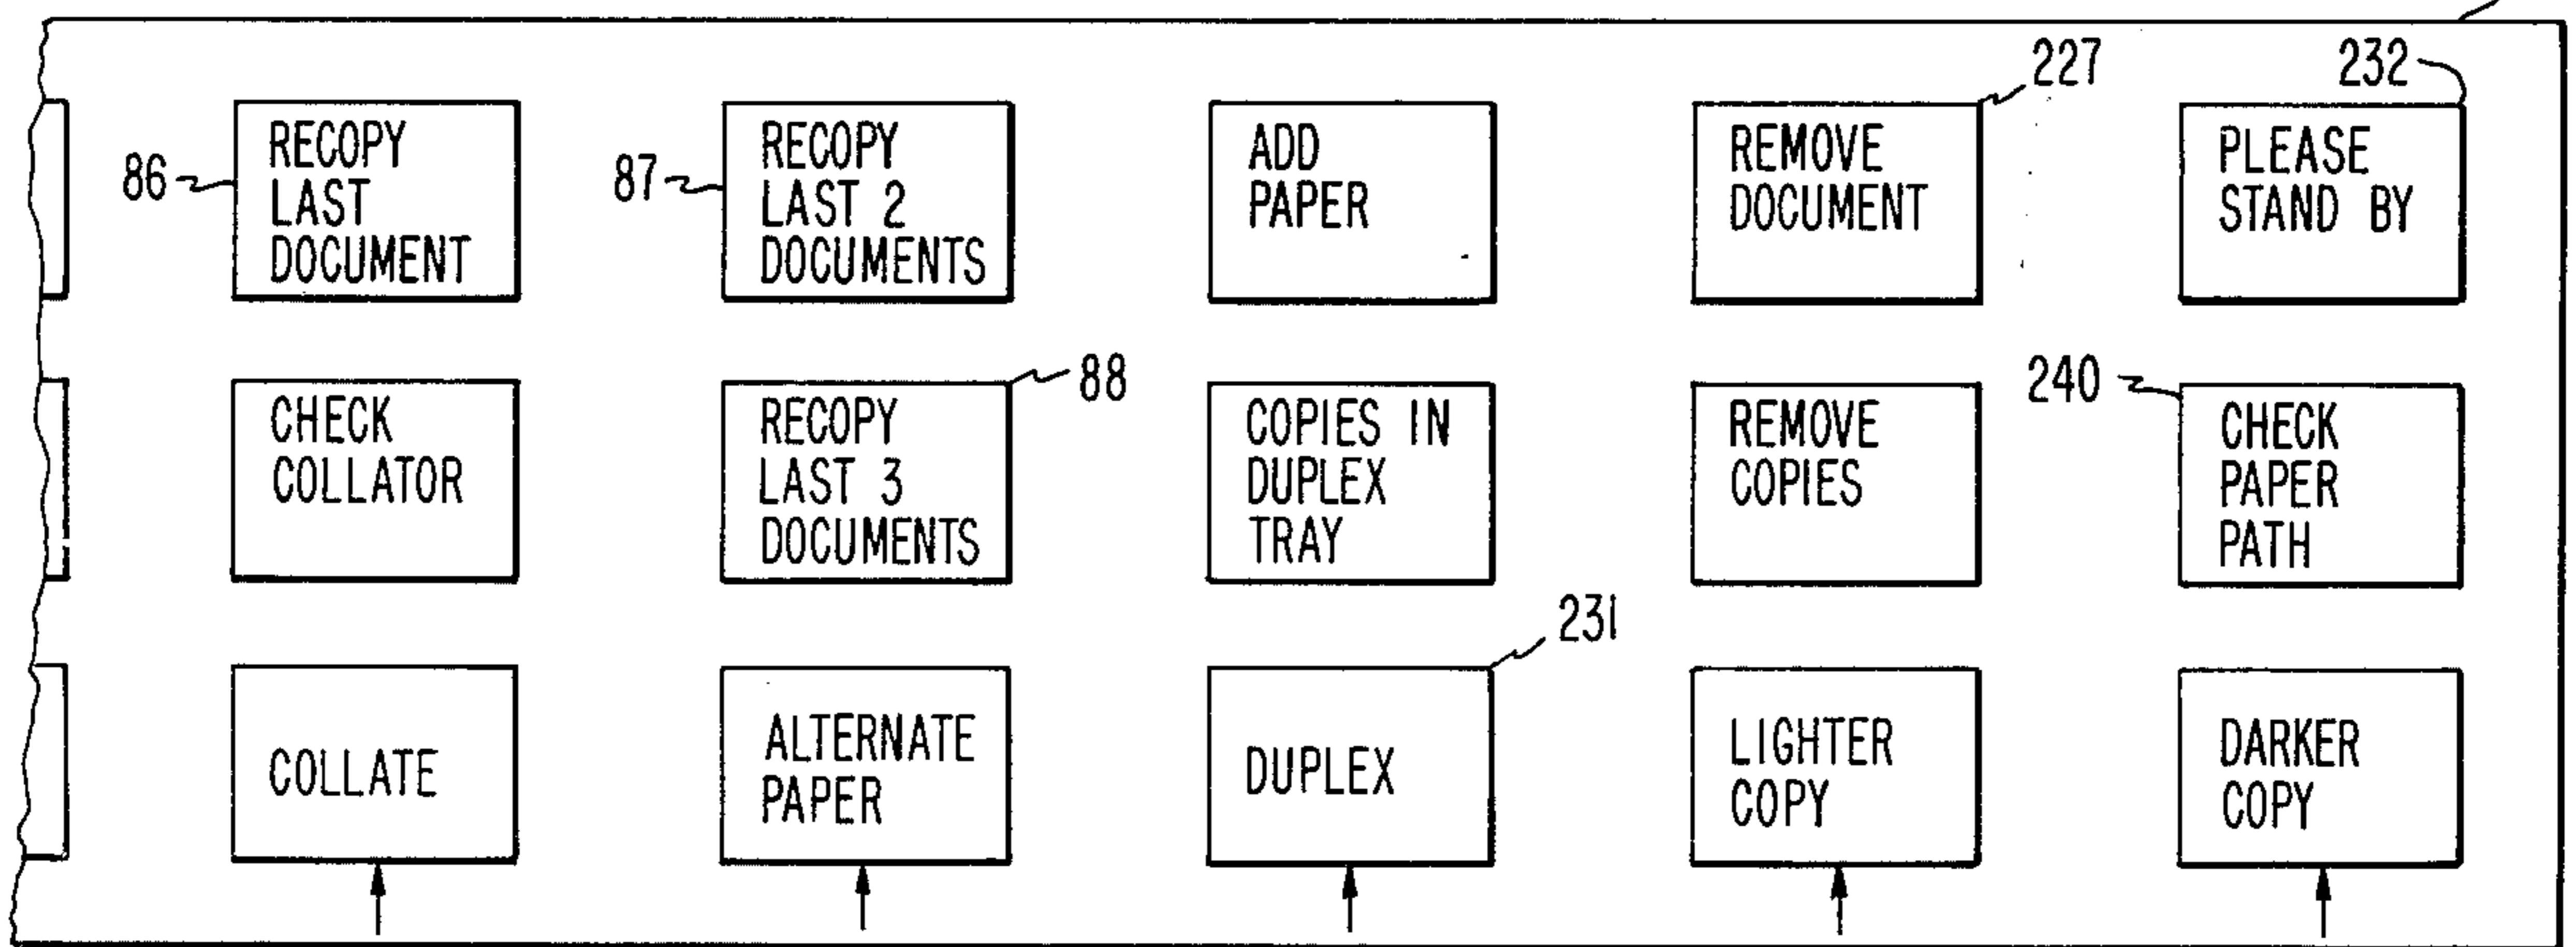 227
232
86
RECOPY
LAST
DOCUMENT
87
RECOPY
LAST 2
DOCUMENTS
ADD
PAPER
REMOVE
DOCUMENT
PLEASE
STAND BY
88
240
CHECK
COLLATOR
RECOPY
LAST 3
DOCUMENTS
COPIES IN
DUPLEX
TRAY
REMOVE
COPIES
CHECK
PAPER
PATH
231
COLLATE
ALTERNATE
PAPER
DUPLEX
LIGHTER
COPY
DARKER
COPY